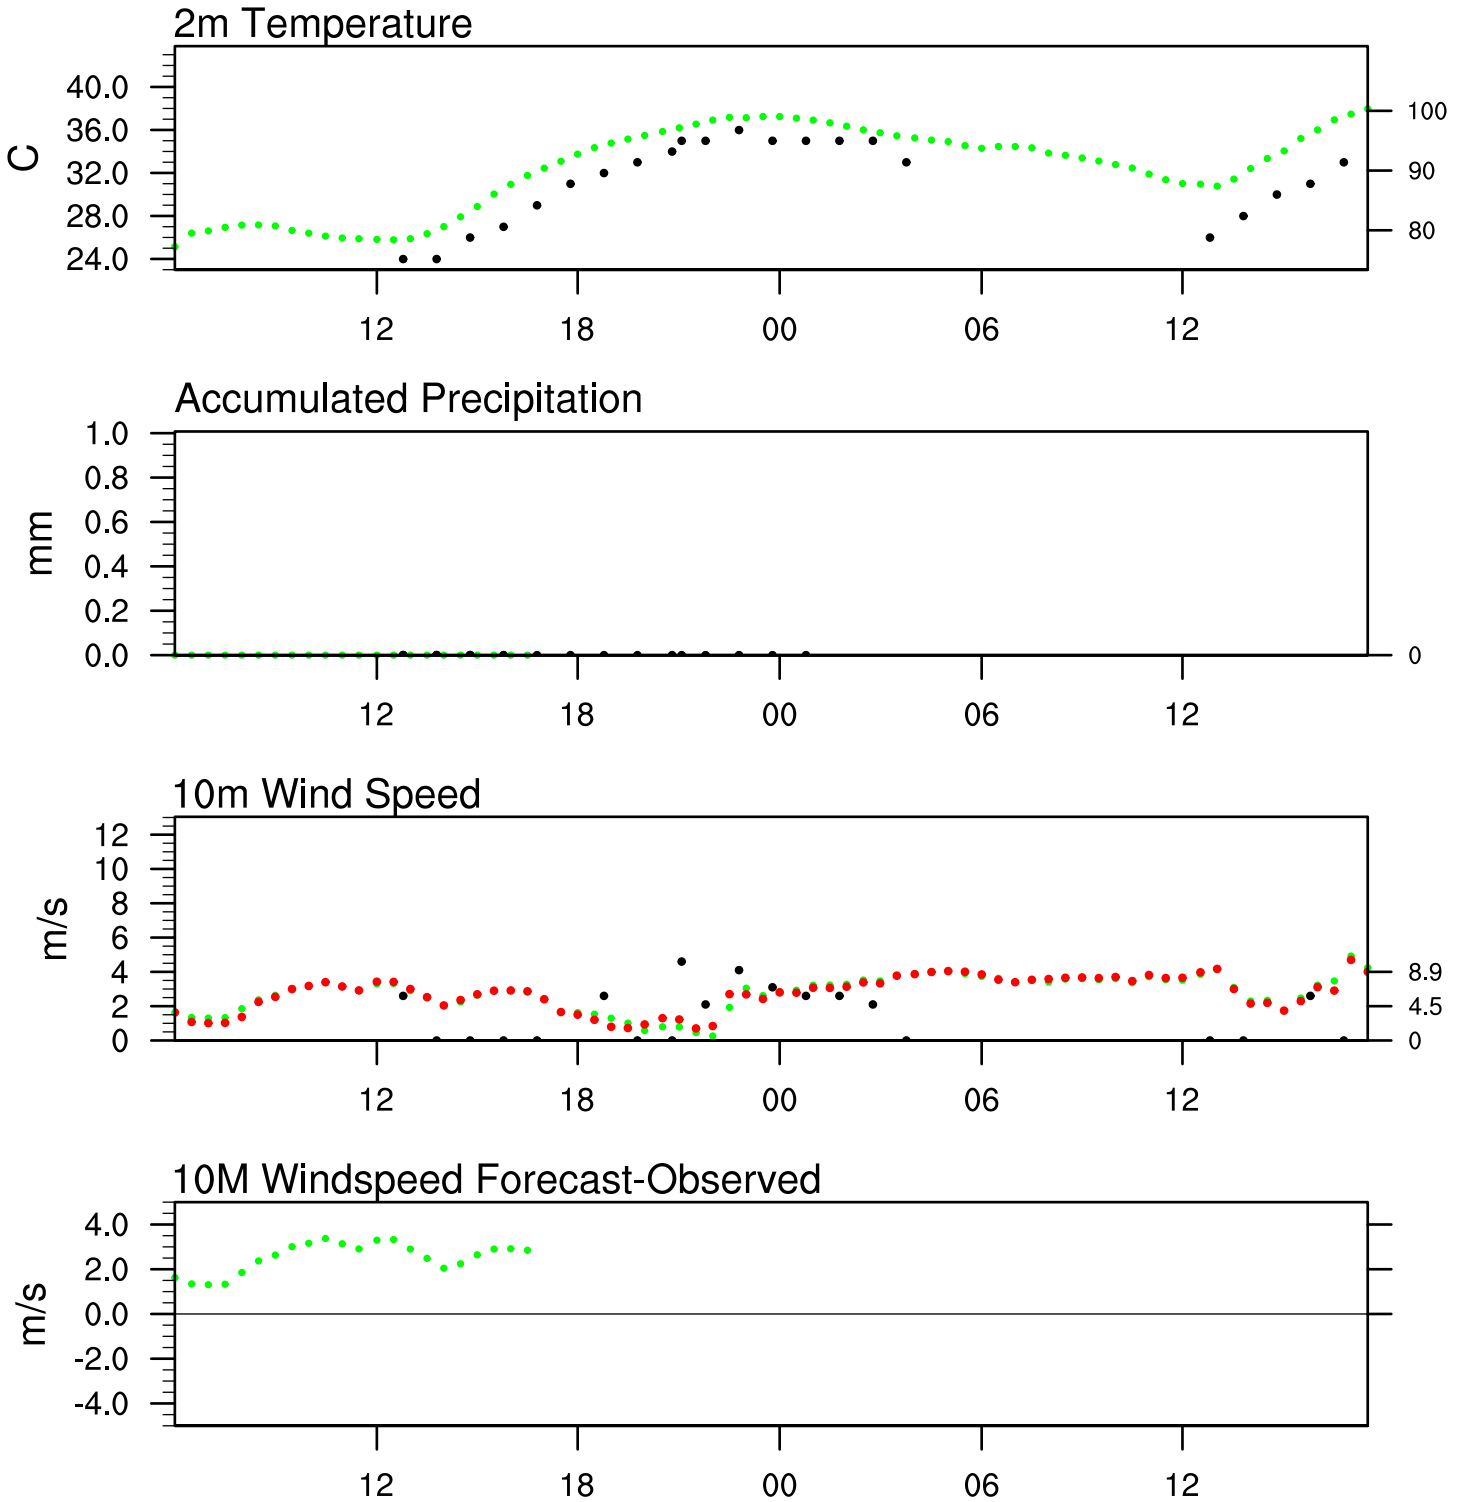 2m Temperature
40.0
36.0
32.0
28.0
24.0
C
100
90
80
12 18 00 06 12
Accumulated Precipitation
1.0
0.8
0.6
0.4
0.2
0.0
mm
0
12 18 00 06 12
10m Wind Speed
12
10
8
6
4
2
0
m/s
8.9
4.5
0
12 18 00 06 12
10M Windspeed Forecast-Observed
4.0
2.0
0.0
-2.0
-4.0
m/s
12 18 00 06 12